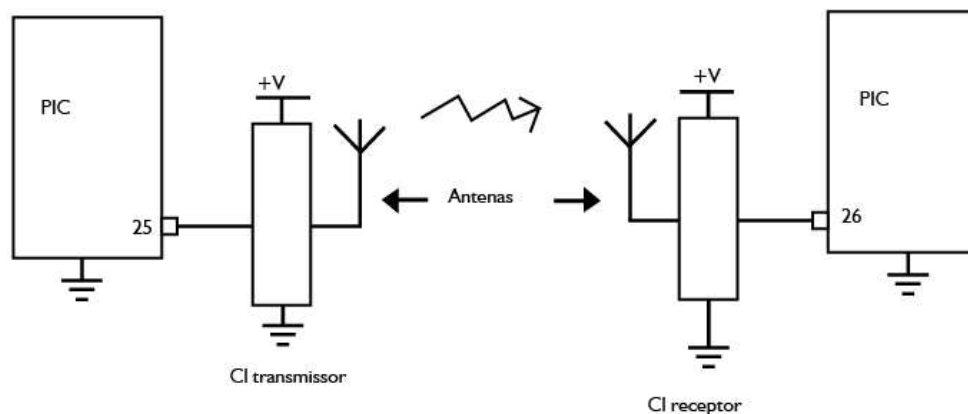 PIC
+V
25
CI transmissor
Antenas
+V
PIC
26
CI receptor